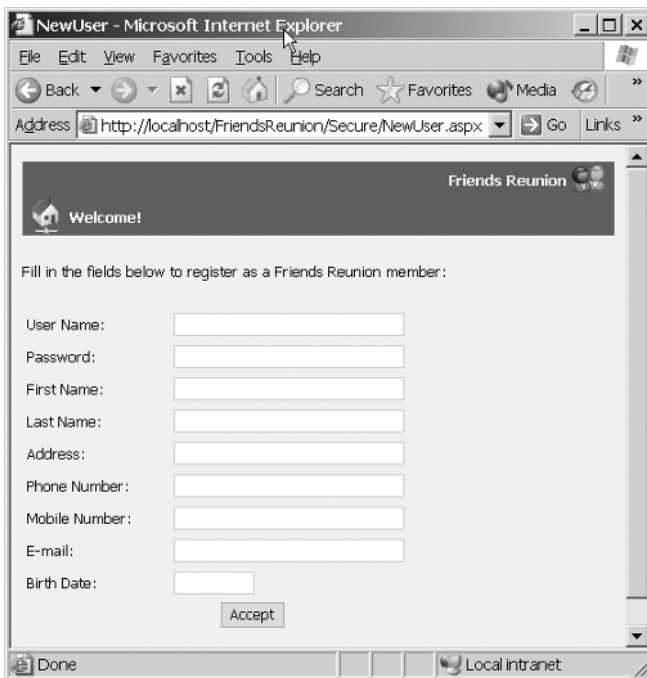 NewUser - Microsoft Internet Explorer
File Edit View Favorites Tools Help
Back Search Favorites Media »
Address http://localhost/FriendsReunion/Secure/NewUser.aspx Go Links »
Friends Reunion
Welcome!
Fill in the fields below to register as a Friends Reunion member:
User Name:
Password:
First Name:
Last Name:
Address:
Phone Number:
Mobile Number:
E-mail:
Birth Date:
Accept
Done Local intranet